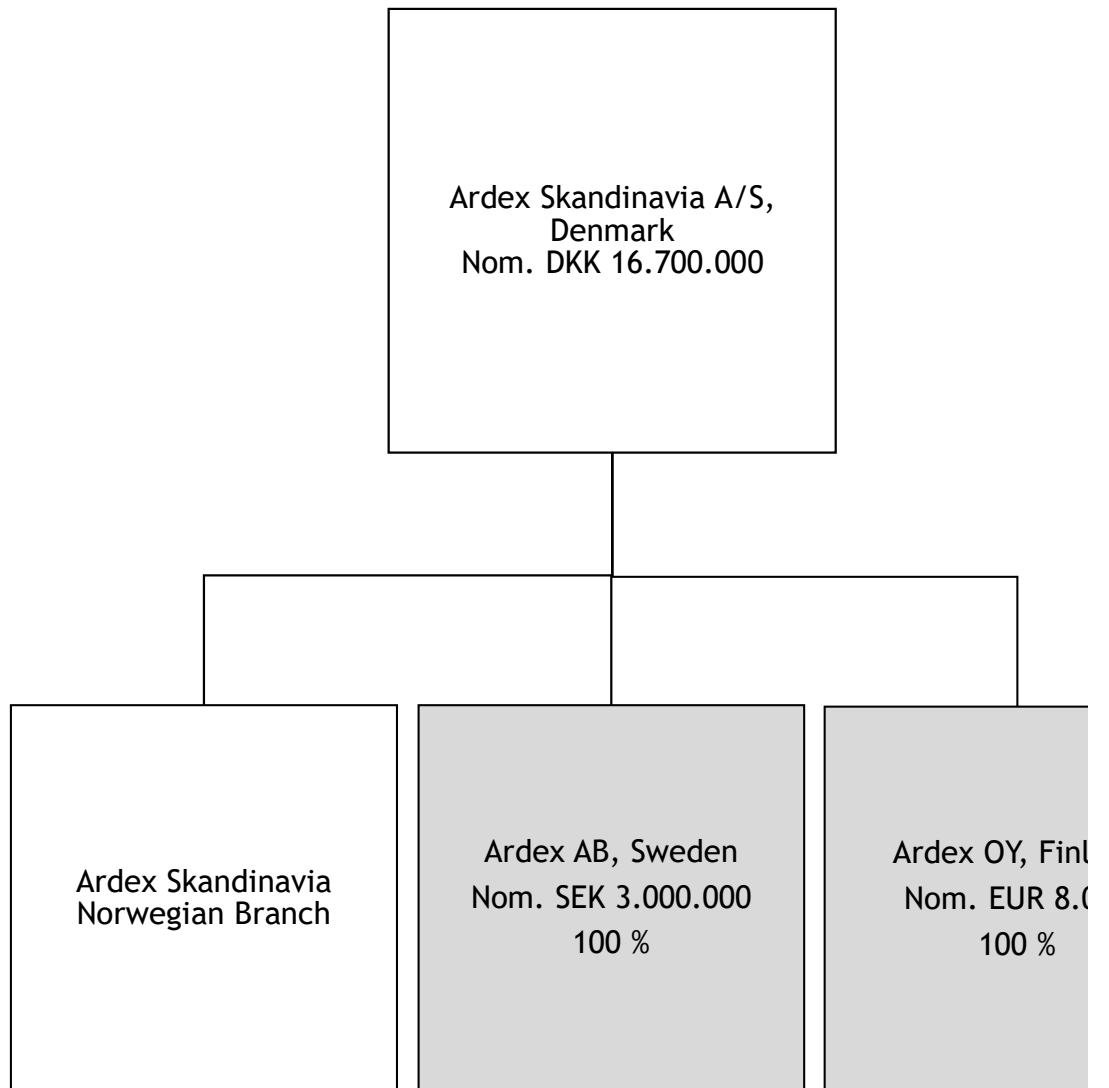 Ardex Skandinavia A/S,
Denmark
Nom. DKK 16.700.000
Ardex Skandinavia
Norwegian Branch
Ardex AB, Sweden
Nom. SEK 3.000.000
100 %
Ardex OY,
Nom. EUR
100 %